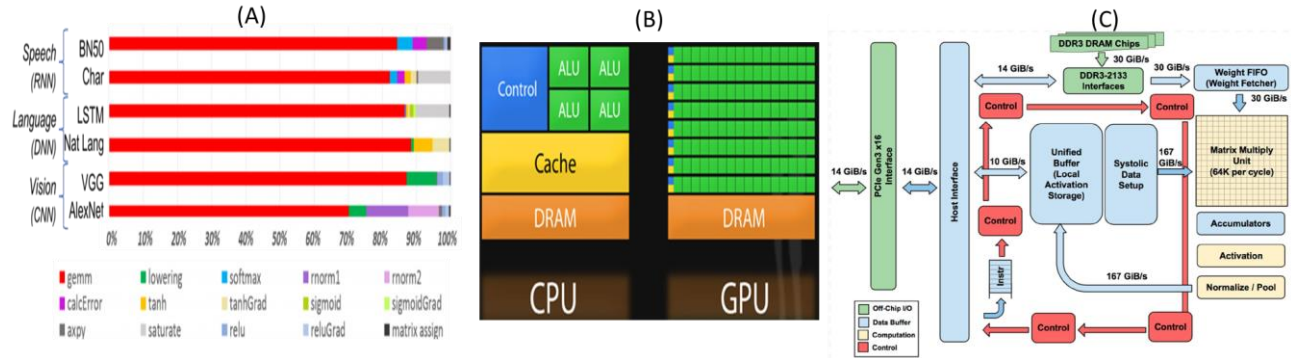 (A)
Speech
(RNN)
Language
(DNN)
Vision
(CNN)
BN50
Char
LSTM
Nat Lang
VGG
AlexNet
0% 10% 20% 30% 40% 50% 60% 70% 80% 90% 100%
gemm lowering softmax rnorm1 rnorm2
calcError tanh tanhGrad sigmoid sigmoidGrad
axpy saturate relu reluGrad matrix assign
(B)
Control
ALU ALU
ALU ALU
Cache
DRAM
CPU
DRAM
GPU
(C)
DDR3 DRAM Chips
30 GiB/s
14 GiB/s
DDR3-2133
Interfaces
30 GiB/s
Weight FIFO
(Weight Fetcher)
30 GiB/s
Control
Control
14 GiB/s
PCIe Gen3 x16
Interface
14 GiB/s
Host Interface
10 GiB/s
Unified
Buffer
(Local
Activation
Storage)
Systolic
Data
Setup
167
GiB/s
Matrix Multiply
Unit
(64K per cycle)
Control
Accumulators
Activation
Normalize / Pool
167 GiB/s
Instr
Control
Control
Control
Off-Chip I/O
Data Buffer
Computation
Control